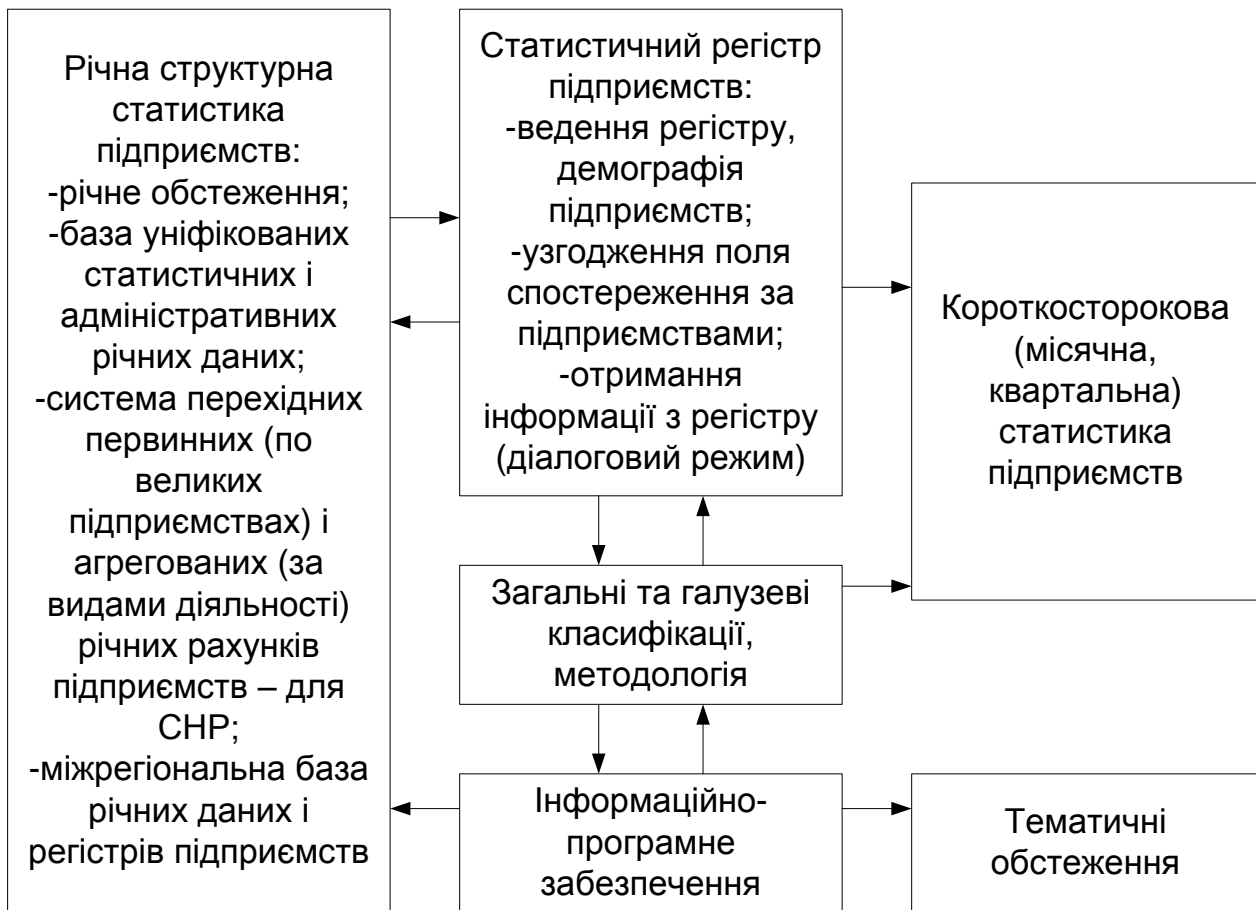 Річна структурна
статистика
підприємств:
-річне обстеження;
-база уніфікованих
статистичних і
адміністративних
річних даних;
-система перехідних
первинних (по
великих
підприємствах) і
агрегованих (за
видами діяльності)
річних рахунків
підприємств – для
СНР;
-міжрегіональна база
річних даних і
регістрів підприємств
Статистичний регістр
підприємств:
-ведення регістру,
демографія
підприємств;
-узгодження поля
спостереження за
підприємствами;
-отримання
інформації з регістру
(діалоговий режим)
Загальні та галузеві
класифікації,
методологія
Інформаційно-
програмне
забезпечення
Короткосторокова
(місячна,
квартальна)
статистика
підприємств
Тематичні
обстеження